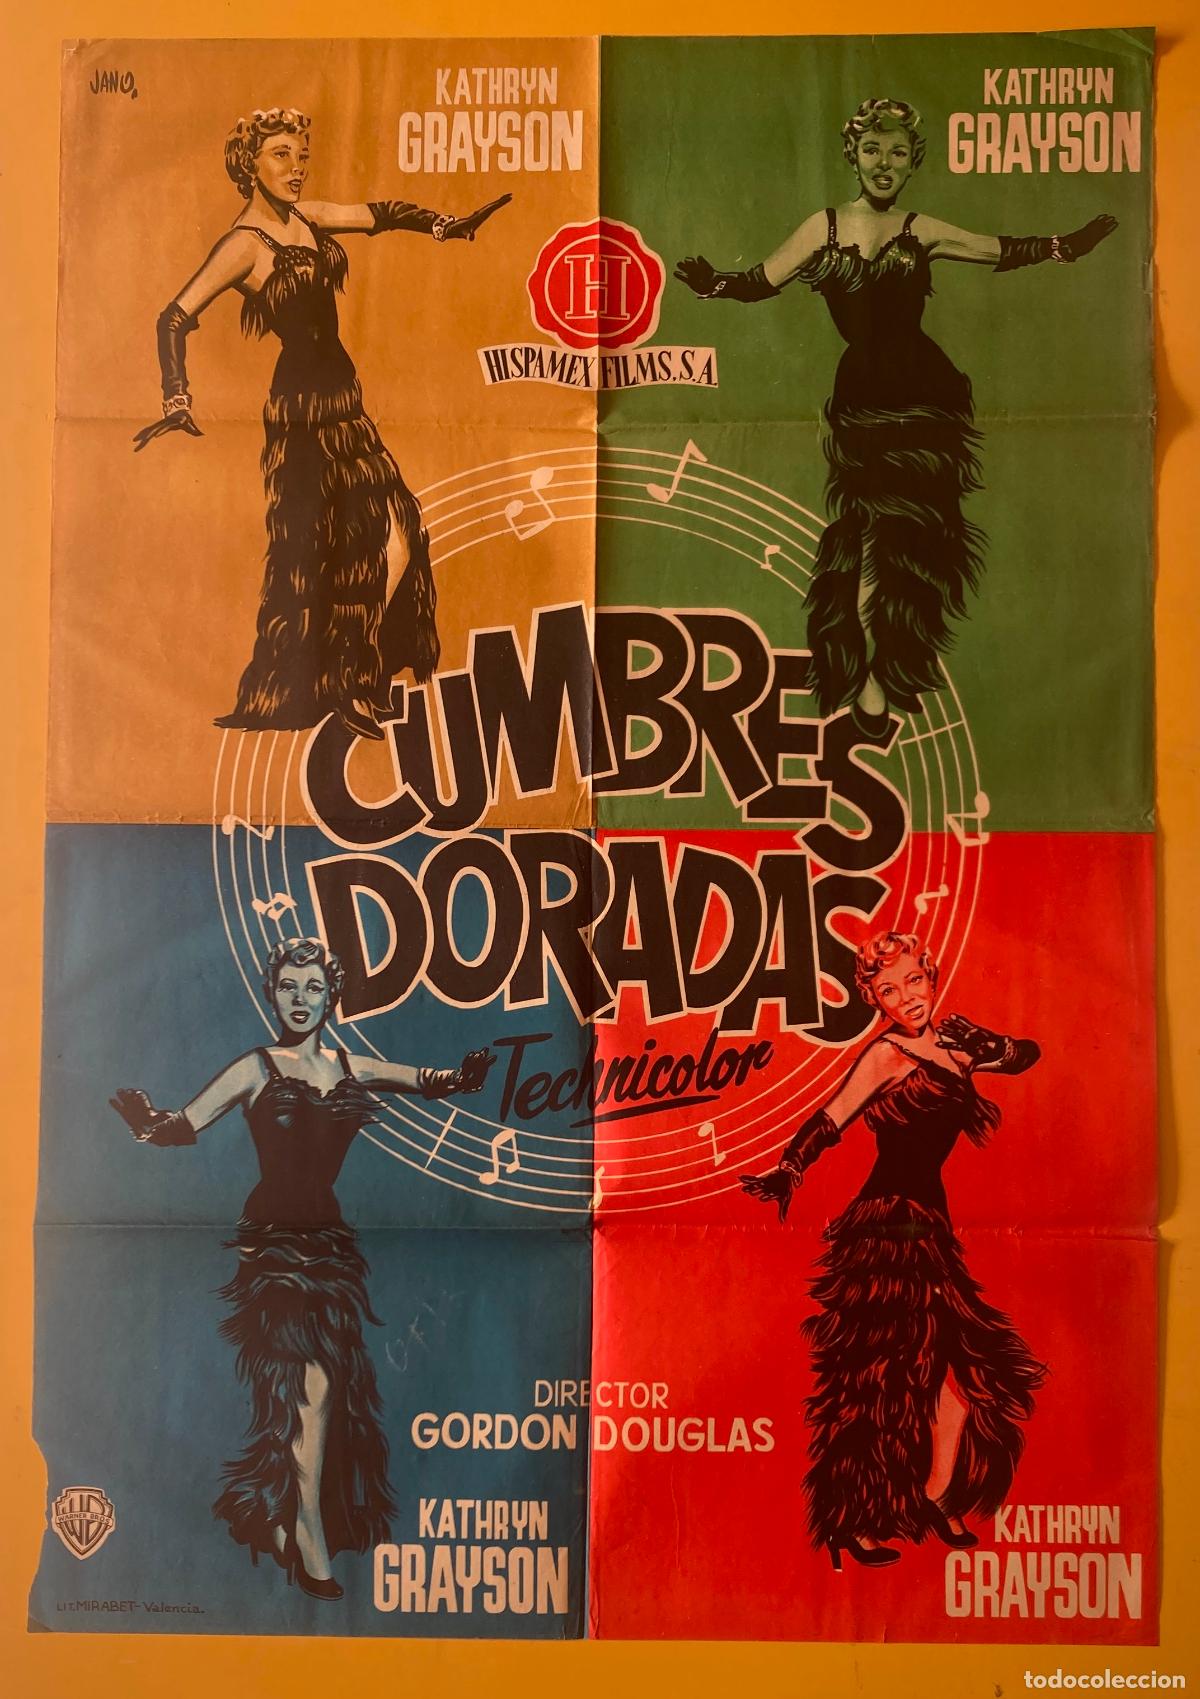 JANO.
KATHRYN
GRAYSON
KATHRYN
GRAYSON
H
HISPAMEX FILMS, S.A.
CUMBRES
DORADAS
Technicolor
DIRECTOR
GORDON DOUGLAS
KATHRYN
GRAYSON
KATHRYN
GRAYSON
WB
WARNER BROS
LIT. MIRABET - Valencia.
todocoleccion